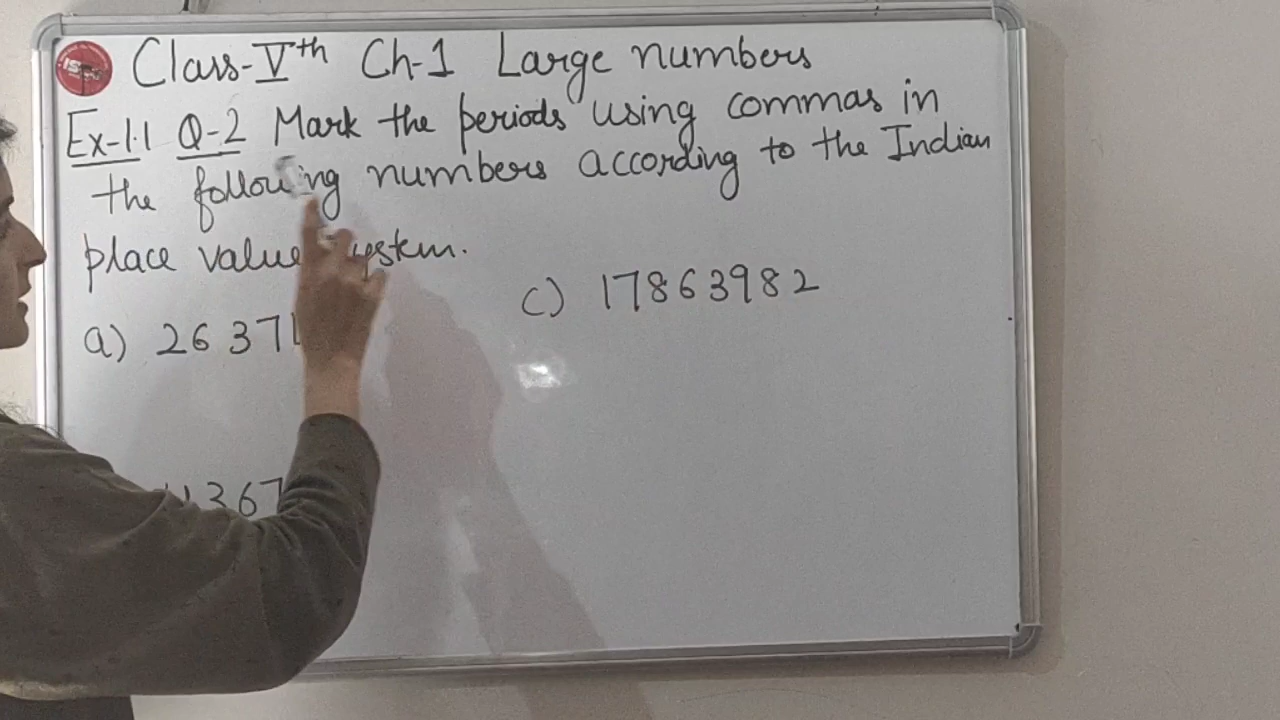 Class-Vth Ch-1 Large numbers
Ex-1.1 Q-2 Mark the periods using commas in
the following numbers according to the Indian
place value system.
c) 17863982
a) 26371
367